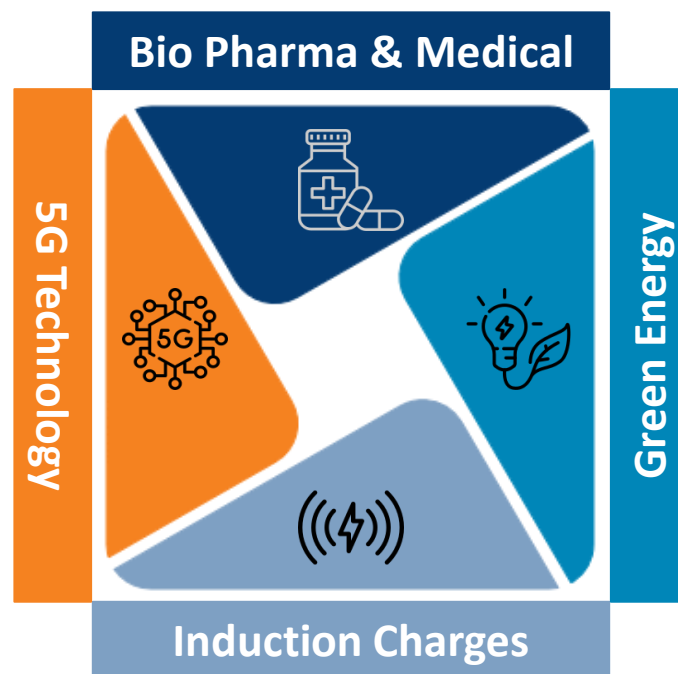 Bio Pharma & Medical
5G Technology
5G
Green Energy
Induction Charges